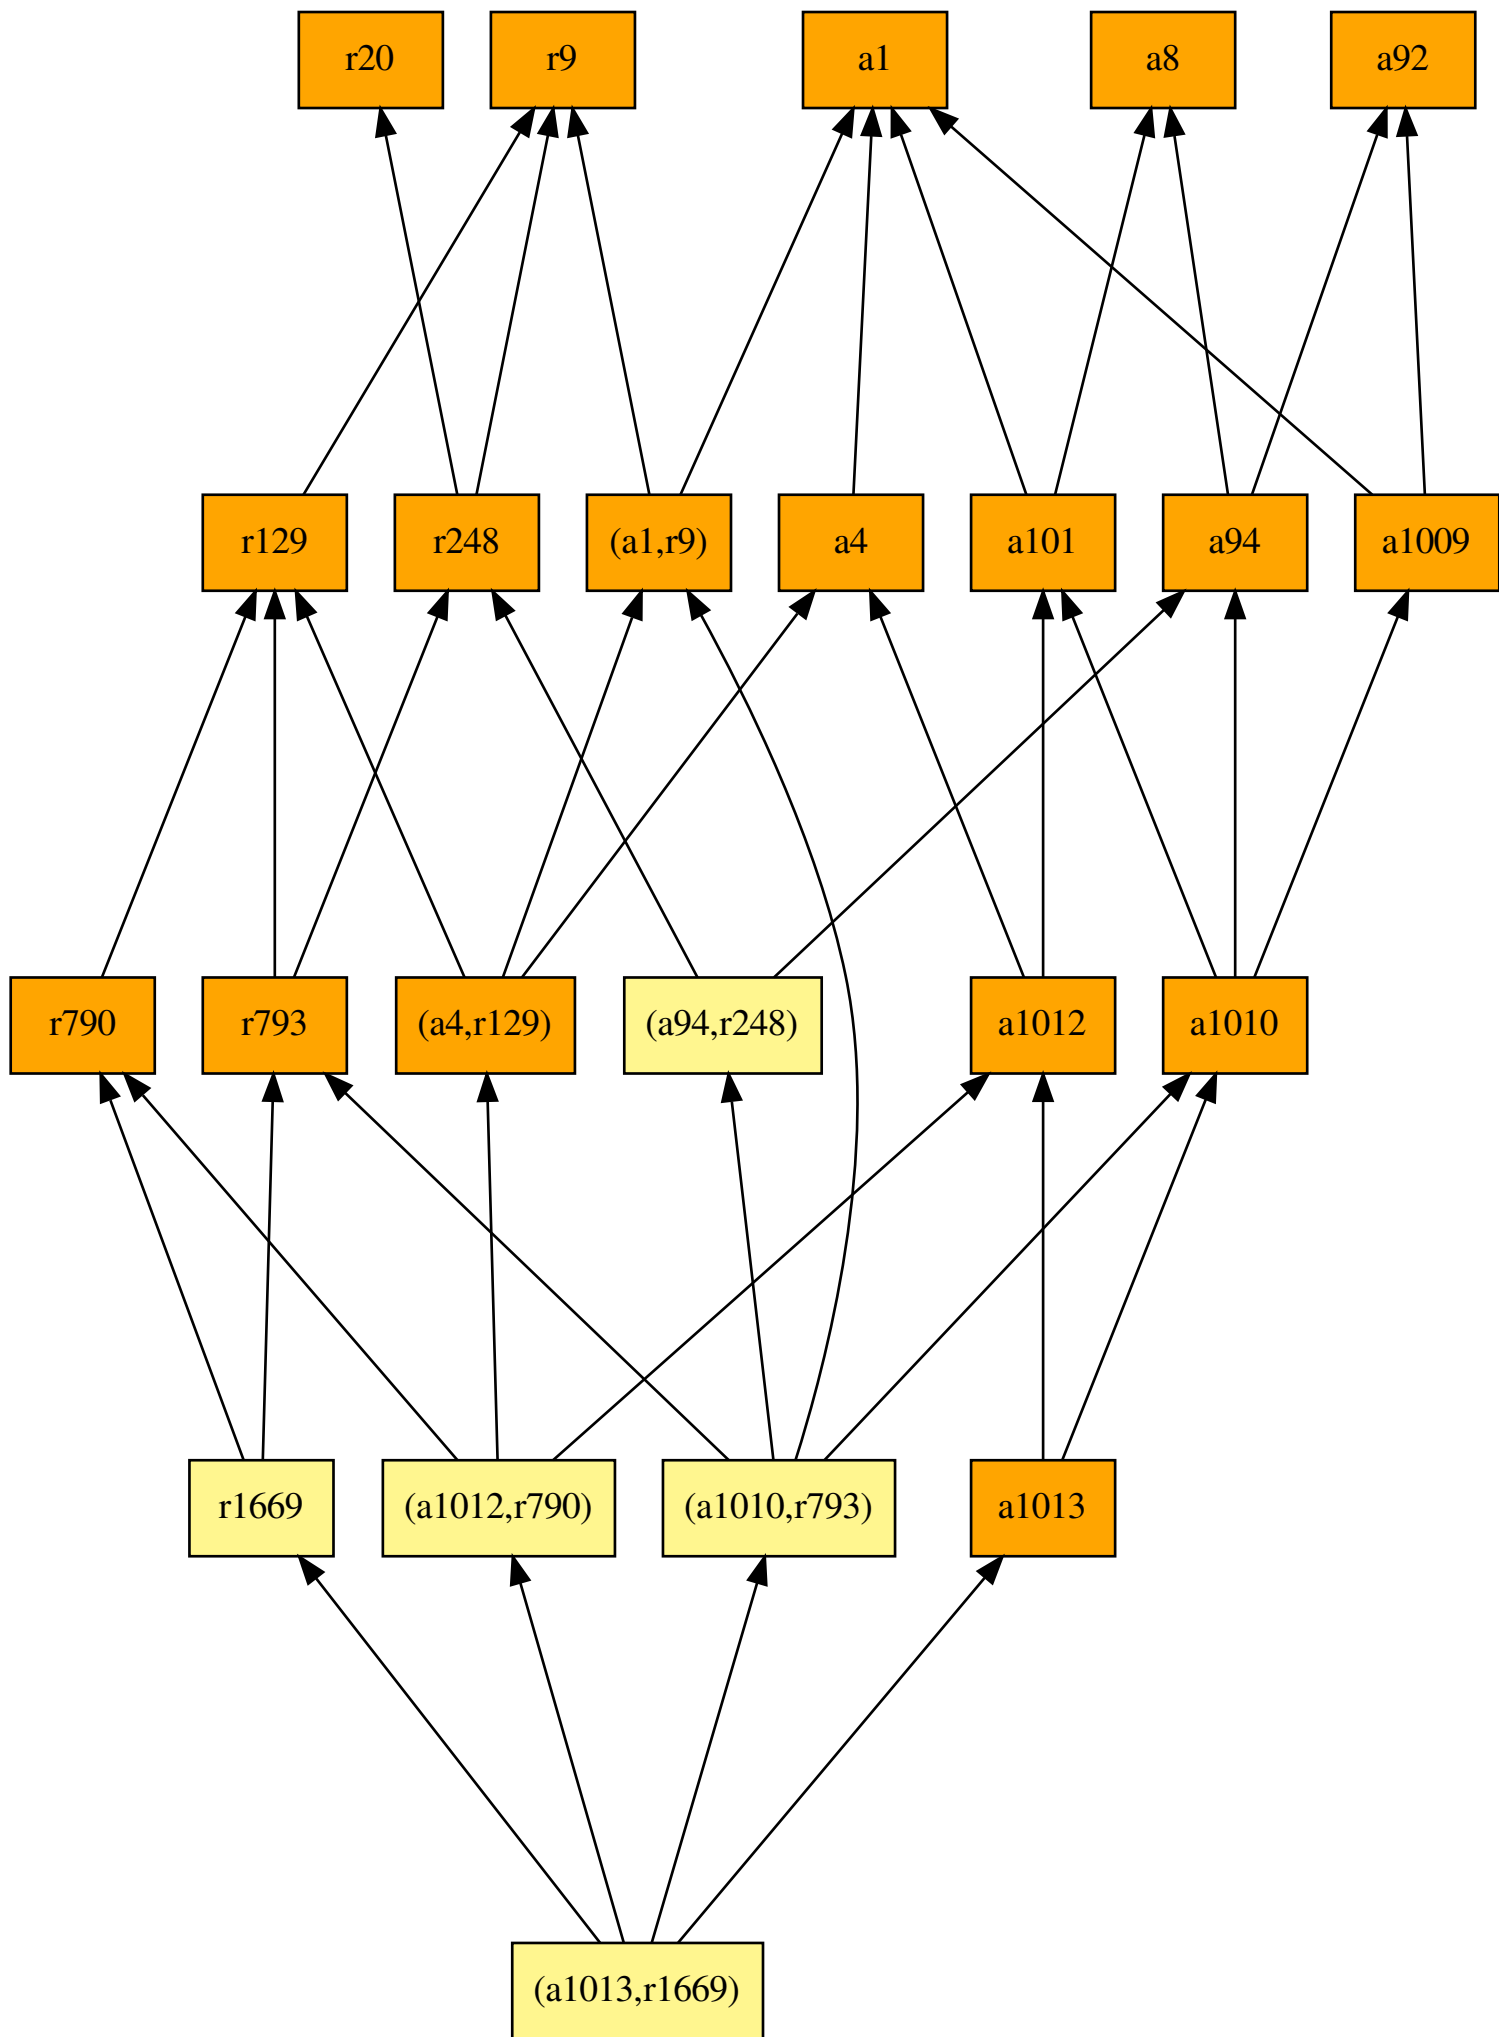 r20
r9
a1
a8
a92
r129
r248
(a1,r9)
a4
a101
a94
a1009
r790
r793
(a4,r129)
(a94,r248)
a1012
a1010
r1669
(a1012,r790)
(a1010,r793)
a1013
(a1013,r1669)